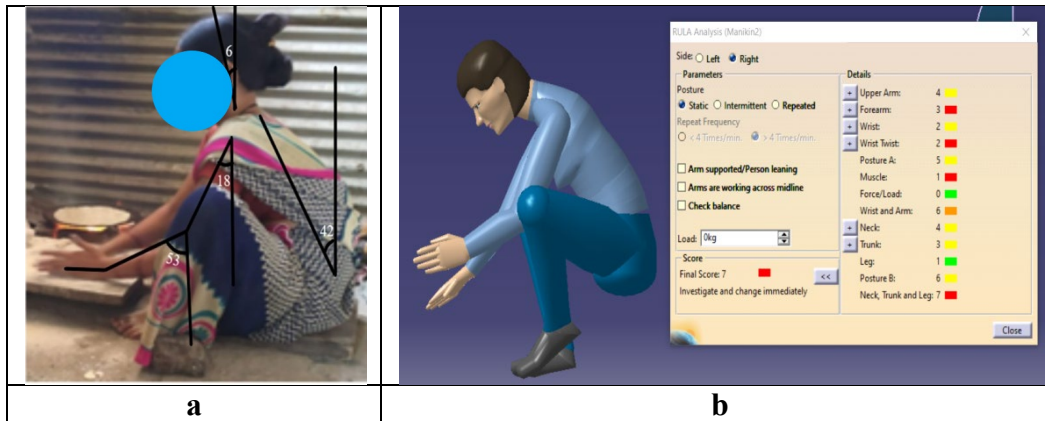 6
18
42
53
RULA Analysis (Manikin2)
Side: Left Right
Parameters
Posture
Static Intermittent Repeated
Repeat Frequency
< 4 Times/min. > 4 Times/min.
Arm supported/Person leaning
Arms are working across midline
Check balance
Load: 0kg
Score
Final Score: 7
<<
Investigate and change immediately
Details
+ Upper Arm: 4
+ Forearm: 3
+ Wrist: 2
+ Wrist Twist: 2
Posture A: 5
Muscle: 1
Force/Load: 0
Wrist and Arm: 6
+ Neck: 4
+ Trunk: 3
Leg: 1
Posture B: 6
Neck, Trunk and Leg: 7
Close
a
b